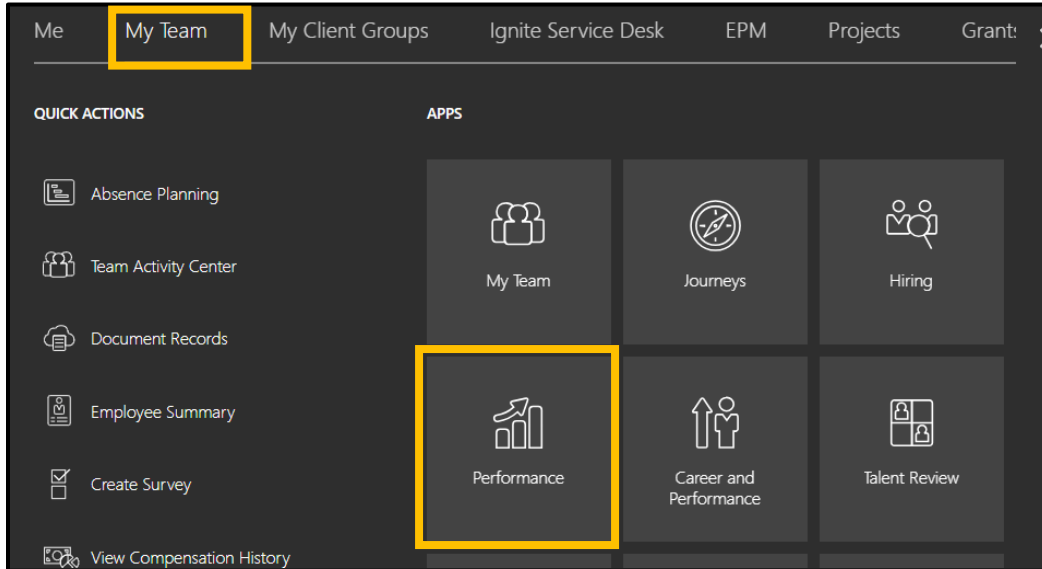 Me My Team My Client Groups Ignite Service Desk EPM Projects Grants
QUICK ACTIONS
Absence Planning
Team Activity Center
Document Records
Employee Summary
Create Survey
View Compensation History
APPS
My Team
Journeys
Hiring
Performance
Career and
Performance
Talent Review